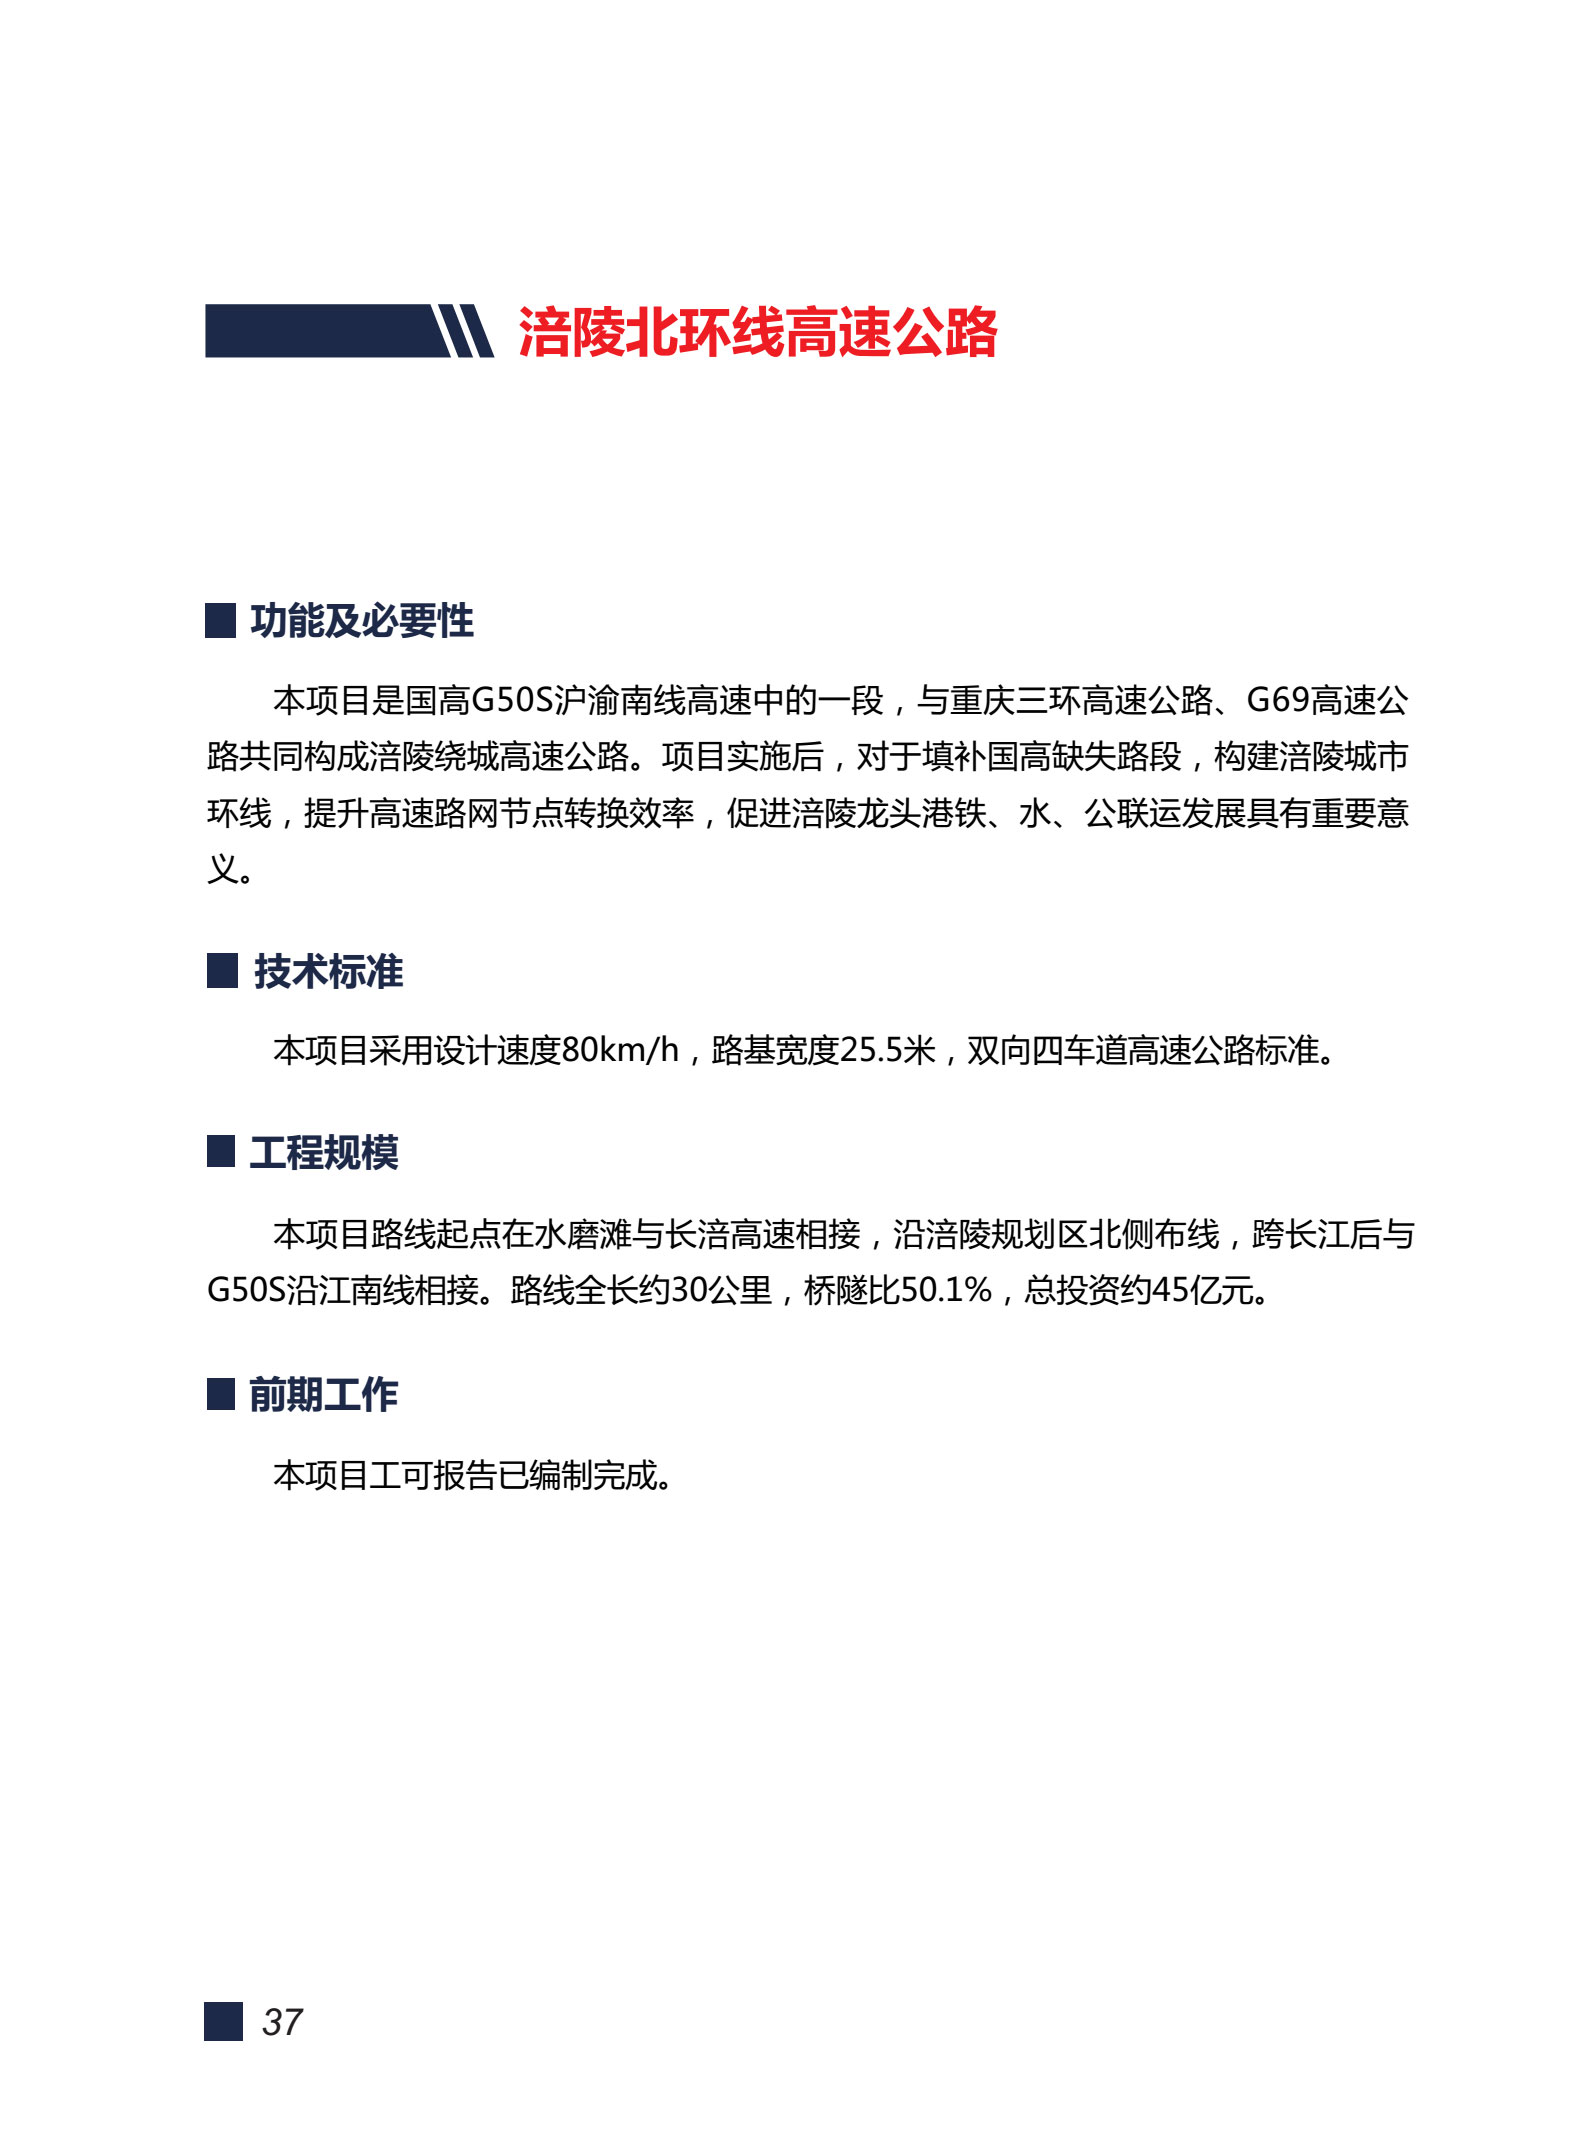 涪陵北环线高速公路
功能及必要性
本项目是国高G50S沪渝南线高速中的一段，与重庆三环高速公路、G69高速公
路共同构成涪陵绕城高速公路。项目实施后，对于填补国高缺失路段，构建涪陵城市
环线，提升高速路网节点转换效率，促进涪陵龙头港铁、水、公联运发展具有重要意
义。
技术标准
本项目采用设计速度80km/h，路基宽度25.5米，双向四车道高速公路标准。
工程规模
本项目路线起点在水磨滩与长涪高速相接，沿涪陵规划区北侧布线，跨长江后与
G50S沿江南线相接。路线全长约30公里，桥隧比50.1%，总投资约45亿元。
前期工作
本项目工可报告已编制完成。
37